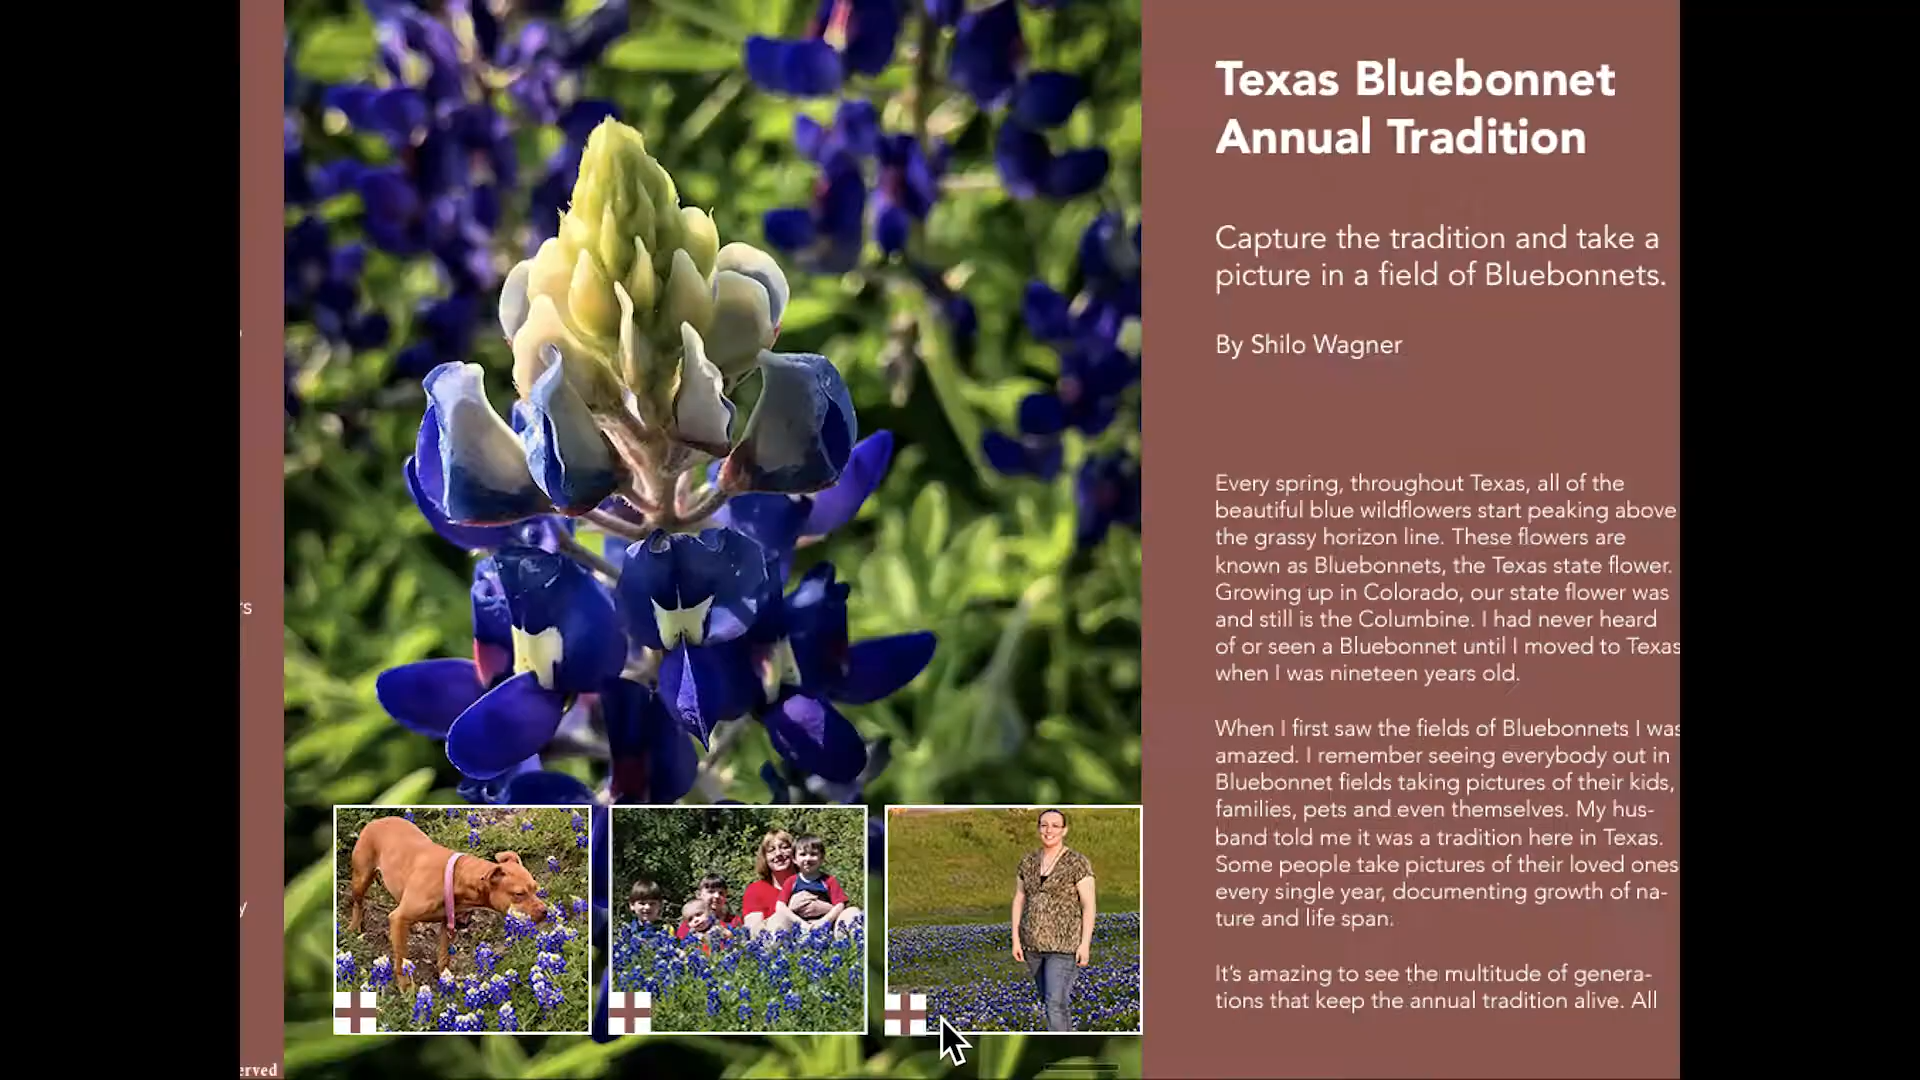 Texas Bluebonnet
Annual Tradition
Capture the tradition and take a
picture in a field of Bluebonnets.
By Shilo Wagner
Every spring, throughout Texas, all of the
beautiful blue wildflowers start peaking above
the grassy horizon line. These flowers are
known as Bluebonnets, the Texas state flower.
Growing up in Colorado, our state flower was
and still is the Columbine. I had never heard
of or seen a Bluebonnet until I moved to Texas
when I was nineteen years old.
When I first saw the fields of Bluebonnets I was
amazed. I remember seeing everybody out in
Bluebonnet fields taking pictures of their kids,
families, pets and even themselves. My hus-
band told me it was a tradition here in Texas.
Some people take pictures of their loved ones
every single year, documenting growth of na-
ture and life span.
It's amazing to see the multitude of genera-
tions that keep the annual tradition alive. All
rs
y
erved